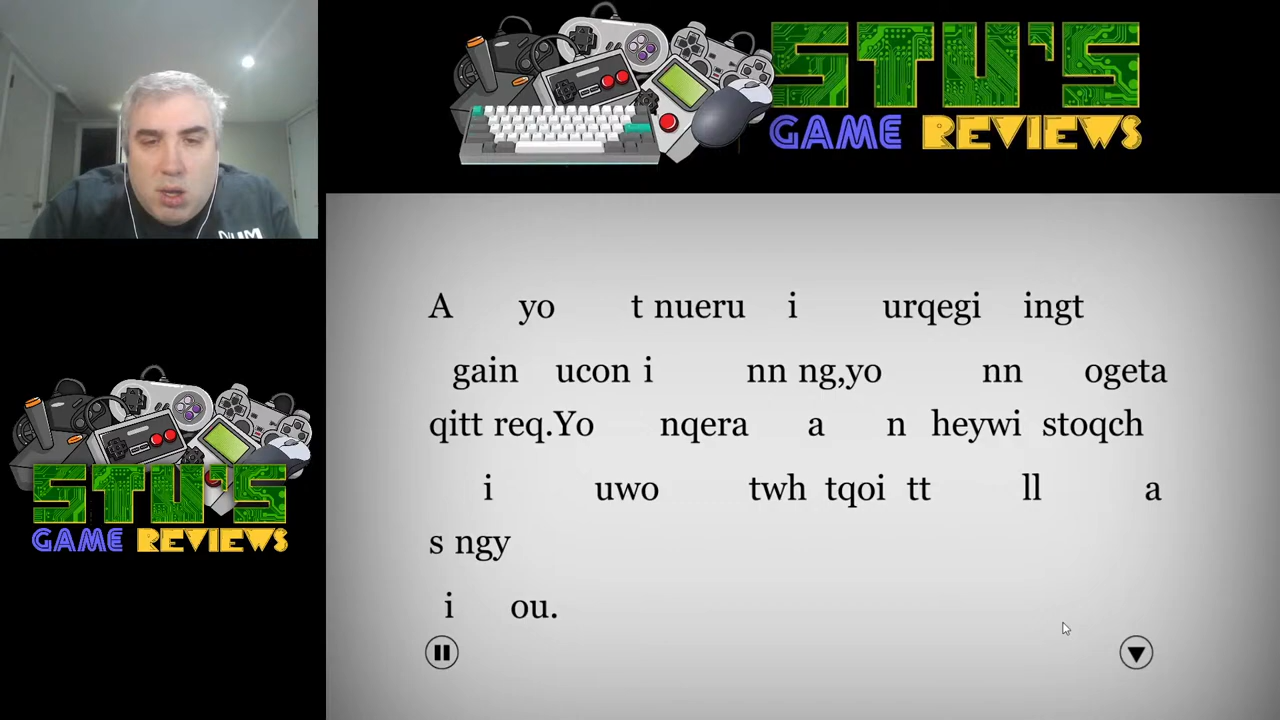 STU'S
GAME REVIEWS
A yo t nueru i urqegi ingt
gain ucon i nn ng,yo nn ogeta
qitt req.Yo nqera a n heywi stoqch
i uwo twh tqoi tt ll a
s ngy
i ou.
STU'S
GAME REVIEWS